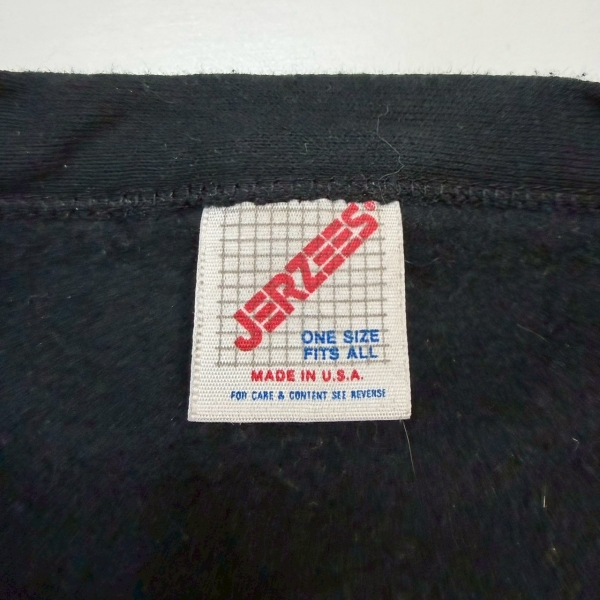 JERZEES®
ONE SIZE
FITS ALL
MADE IN U.S.A.
FOR CARE & CONTENT SEE REVERSE